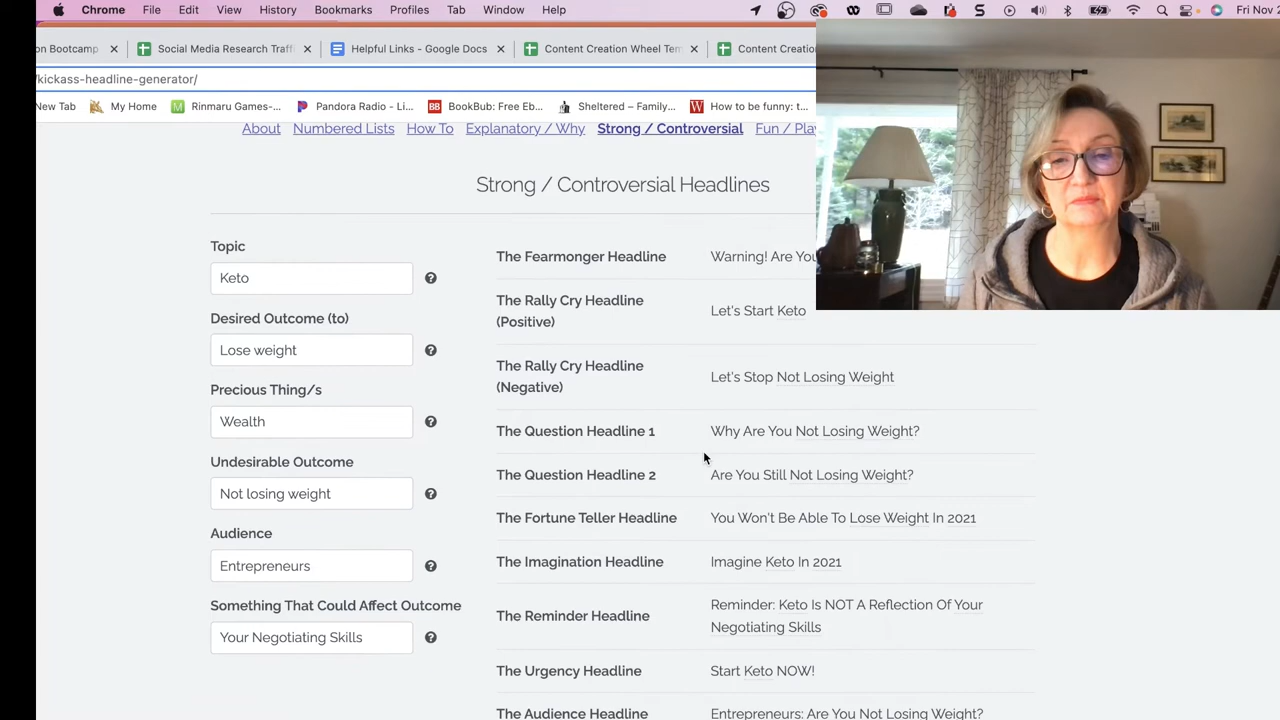 Chrome File Edit View History Bookmarks Profiles Tab Window Help Fri Nov 2
on Bootcamp Social Media Research Traff Helpful Links - Google Docs Content Creation Wheel Tem Content Creatio
/kickass-headline-generator/
New Tab My Home Rinmaru Games-... Pandora Radio - Li... BB BookBub: Free Eb... Sheltered – Family... W How to be funny: t...
About Numbered Lists How To Explanatory / Why Strong / Controversial Fun / Pla
Strong / Controversial Headlines
Topic
Keto
Desired Outcome (to)
Lose weight
Precious Thing/s
Wealth
Undesirable Outcome
Not losing weight
Audience
Entrepreneurs
Something That Could Affect Outcome
Your Negotiating Skills
The Fearmonger Headline Warning! Are You
The Rally Cry Headline
(Positive)
Let's Start Keto
The Rally Cry Headline
(Negative)
Let's Stop Not Losing Weight
The Question Headline 1 Why Are You Not Losing Weight?
The Question Headline 2 Are You Still Not Losing Weight?
The Fortune Teller Headline You Won't Be Able To Lose Weight In 2021
The Imagination Headline Imagine Keto In 2021
The Reminder Headline Reminder: Keto Is NOT A Reflection Of Your
Negotiating Skills
The Urgency Headline Start Keto NOW!
The Audience Headline Entrepreneurs: Are You Not Losing Weight?